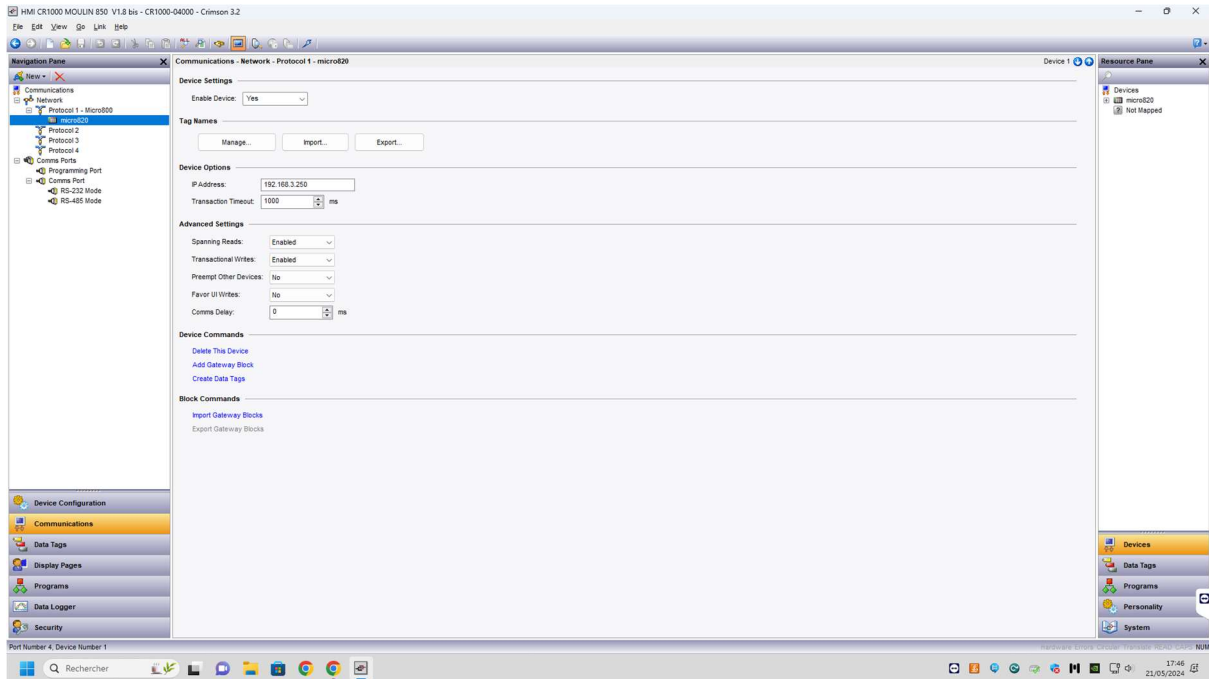 HMI CR1000 MOULIN 850 V1.8 bis - CR1000-04000 - Crimson 3.2
File Edit View Go Link Help
Navigation Pane
New
Communications
Network
Protocol 1 - Micro800
micro820
Protocol 2
Protocol 3
Protocol 4
Comms Ports
Programming Port
Comms Port
RS-232 Mode
RS-485 Mode
Device Configuration
Communications
Data Tags
Display Pages
Programs
Data Logger
Security
Communications - Network - Protocol 1 - micro820
Device 1
Device Settings
Enable Device: Yes
Tag Names
Manage... Import... Export...
Device Options
IP Address: 192.168.3.250
Transaction Timeout: 1000 ms
Advanced Settings
Spanning Reads: Enabled
Transactional Writes: Enabled
Preempt Other Devices: No
Favor UI Writes: No
Comms Delay: 0 ms
Device Commands
Delete This Device
Add Gateway Block
Create Data Tags
Block Commands
Import Gateway Blocks
Export Gateway Blocks
Resource Pane
Devices
micro820
Not Mapped
Devices
Data Tags
Programs
Personality
System
Port Number 4, Device Number 1
Hardware Errors Circular Translate READ CAPS NUM
Rechercher
17:46
21/05/2024